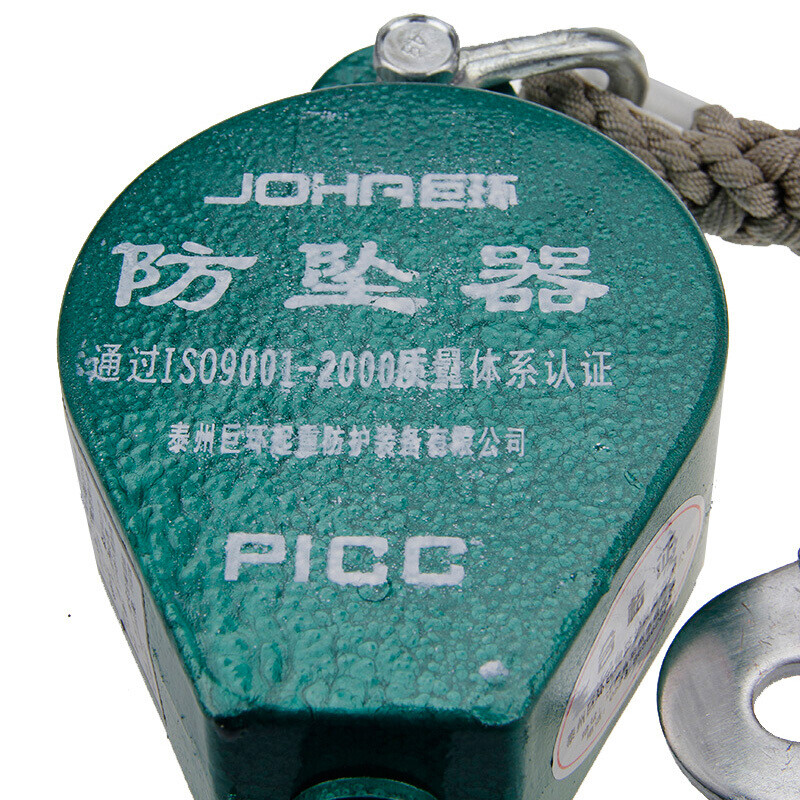 JOHA巨环
防坠器
通过ISO9001-2000质量体系认证
泰州巨环起重防护装备有限公司
PICC